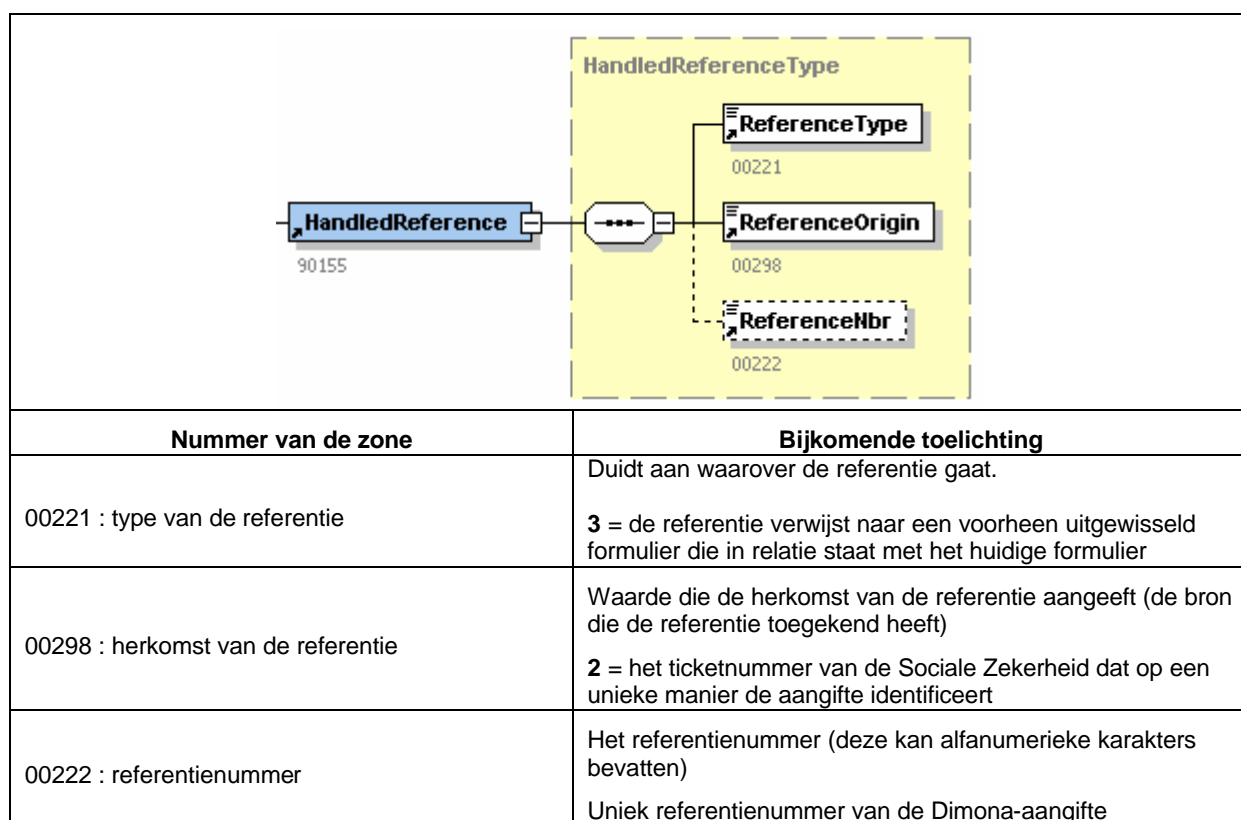 HandledReferenceType
ReferenceType
00221
HandledReference
90155
ReferenceOrigin
00298
ReferenceNbr
00222
Nummer van de zone
Bijkomende toelichting
00221 : type van de referentie
Duidt aan waarover de referentie gaat.
3 = de referentie verwijst naar een voorheen uitgewisseld
formulier die in relatie staat met het huidige formulier
00298 : herkomst van de referentie
Waarde die de herkomst van de referentie aangeeft (de bron
die de referentie toegekend heeft)
2 = het ticketnummer van de Sociale Zekerheid dat op een
unieke manier de aangifte identificeert
00222 : referentienummer
Het referentienummer (deze kan alfanumerieke karakters
bevatten)
Uniek referentienummer van de Dimona-aangifte